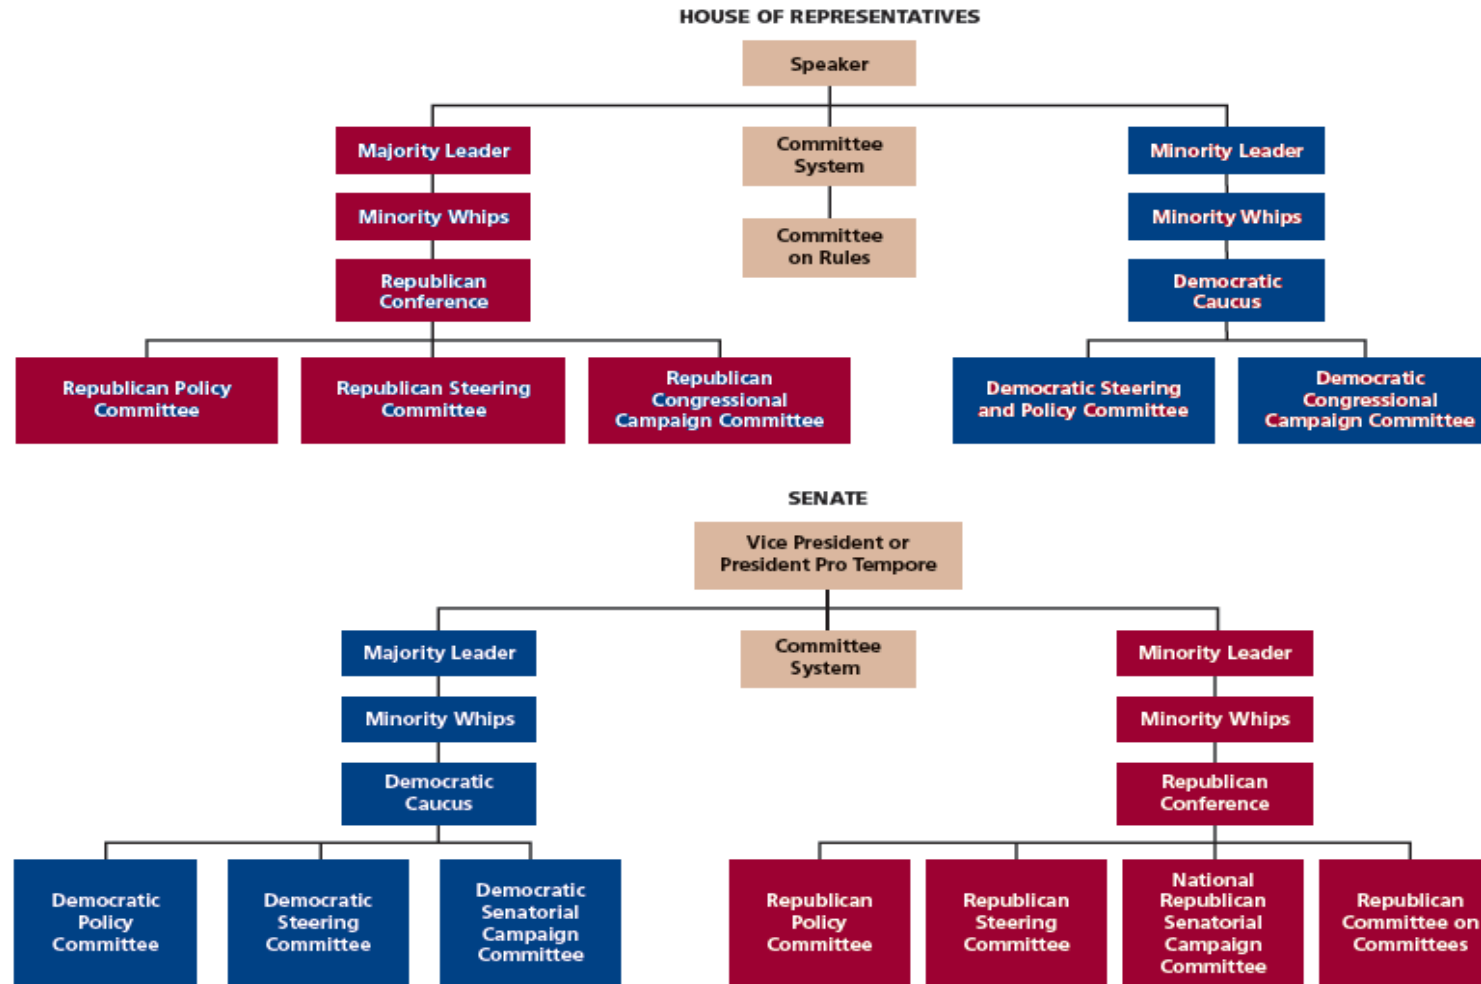 HOUSE OF REPRESENTATIVES
Speaker
Majority Leader
Committee
System
Minority Leader
Minority Whips
Committee
on Rules
Minority Whips
Republican
Conference
Democratic
Caucus
Republican Policy
Committee
Republican Steering
Committee
Republican
Congressional
Campaign Committee
Democratic Steering
and Policy Committee
Democratic
Congressional
Campaign Committee
SENATE
Vice President or
President Pro Tempore
Majority Leader
Committee
System
Minority Leader
Minority Whips
Minority Whips
Democratic
Caucus
Republican
Conference
Democratic
Policy
Committee
Democratic
Steering
Committee
Democratic
Senatorial
Campaign
Committee
Republican
Policy
Committee
Republican
Steering
Committee
National
Republican
Senatorial
Campaign
Committee
Republican
Committee on
Committees